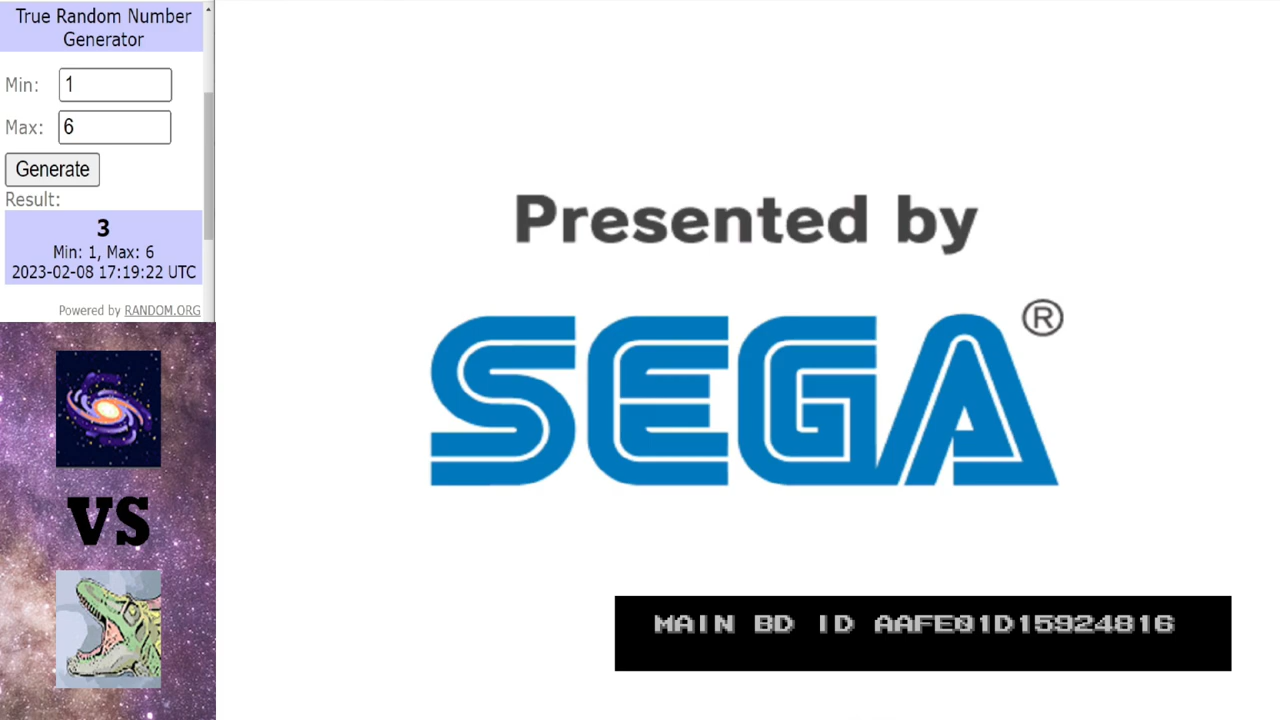 True Random Number
Generator
Min: 1
Max: 6
Generate
Result:
3
Min: 1, Max: 6
2023-02-08 17:19:22 UTC
Powered by RANDOM.ORG
VS
Presented by
SEGA®
MAIN BD ID AAFE01D15924816